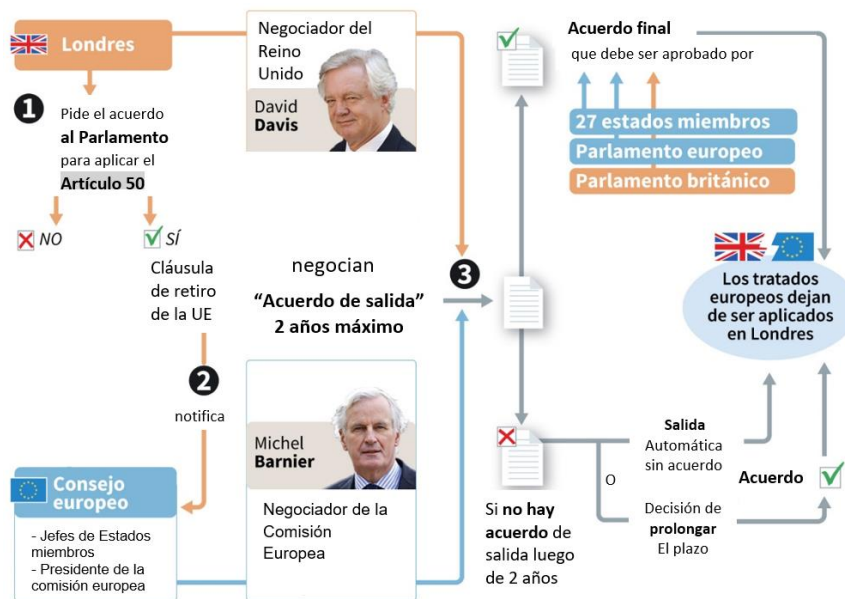 Londres
1
Pide el acuerdo
al Parlamento
para aplicar el
Artículo 50
NO
SÍ
Cláusula
de retiro
de la UE
2
notifica
Consejo
europeo
- Jefes de Estados
miembros
- Presidente de la
comisión europea
Negociador del
Reino
Unido
David
Davis
negocian
“Acuerdo de salida”
2 años máximo
3
Michel
Barnier
Negociador de la
Comisión
Europea
Acuerdo final
que debe ser aprobado por
27 estados miembros
Parlamento europeo
Parlamento británico
Los tratados
europeos dejan
de ser aplicados
en Londres
Si no hay
acuerdo de
salida luego
de 2 años
O
Salida
Automática
sin acuerdo
Decisión de
prolongar
El plazo
Acuerdo